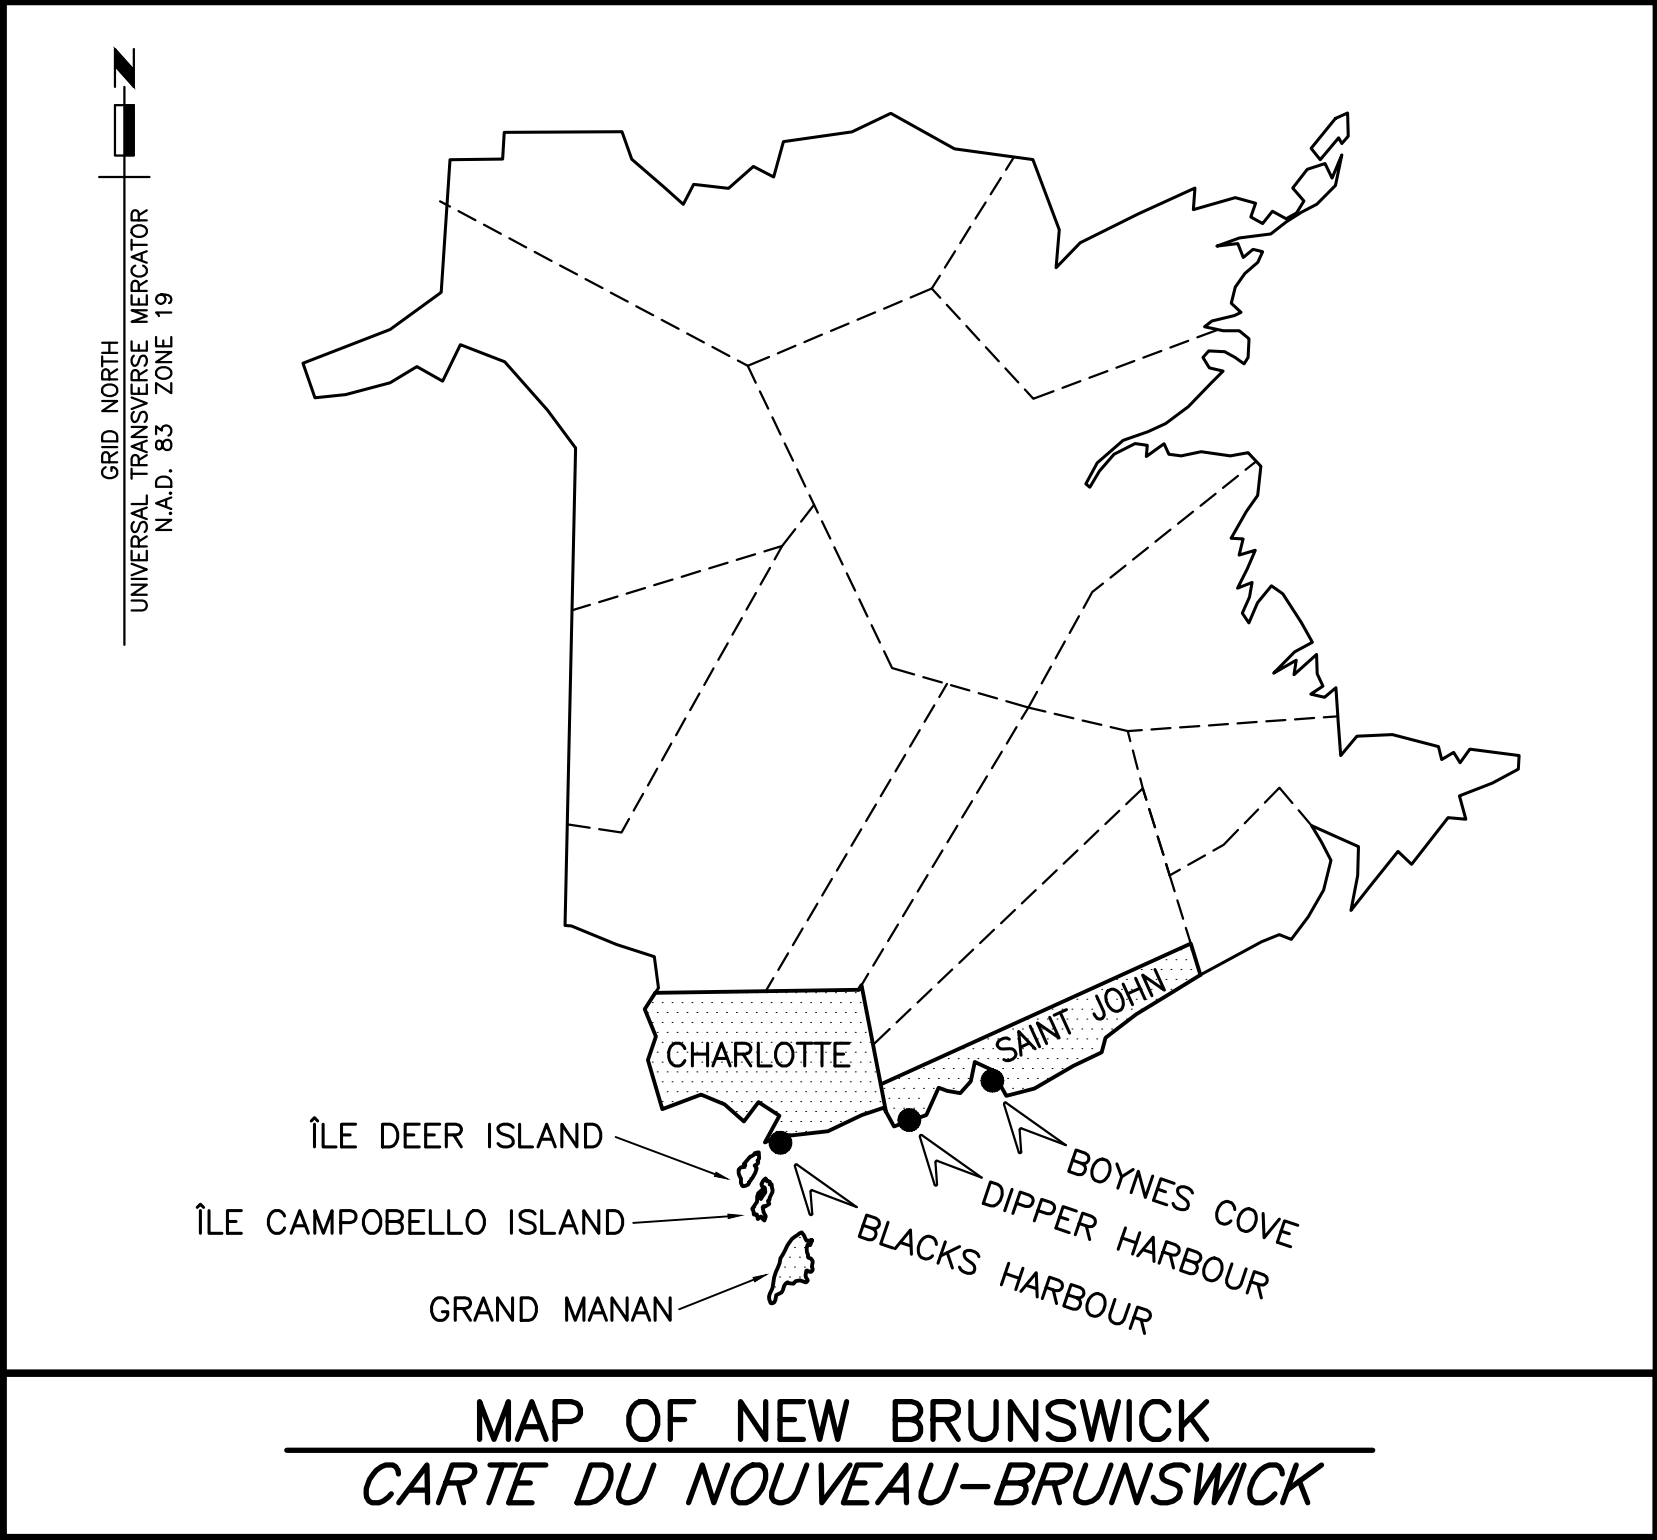 N
GRID NORTH
UNIVERSAL TRANSVERSE MERCATOR
N.A.D. 83 ZONE 19
SAINT JOHN
CHARLOTTE
ÎLE DEER ISLAND
ÎLE CAMPOBELLO ISLAND
GRAND MANAN
BOYNES COVE
DIPPER HARBOUR
BLACKS HARBOUR
MAP OF NEW BRUNSWICK
CARTE DU NOUVEAU-BRUNSWICK